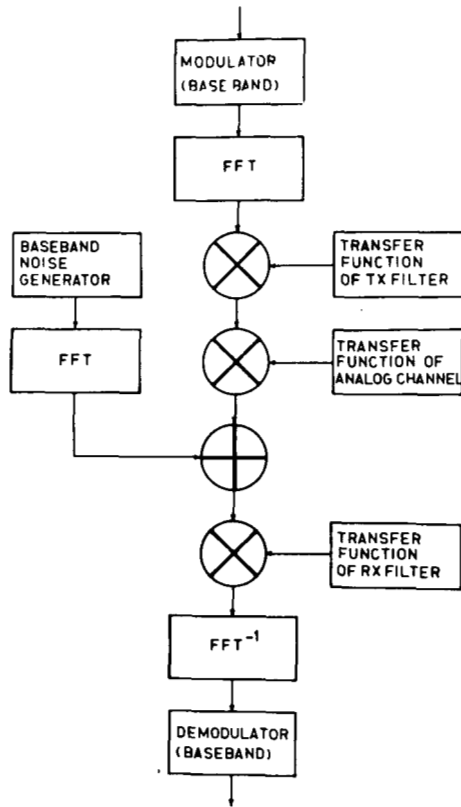 MODULATOR
(BASE BAND)
FFT
BASEBAND
NOISE
GENERATOR
TRANSFER
FUNCTION
OF TX FILTER
FFT
TRANSFER
FUNCTION OF
ANALOG CHANNEL
TRANSFER
FUNCTION
OF RX FILTER
FFT⁻¹
DEMODULATOR
(BASEBAND)